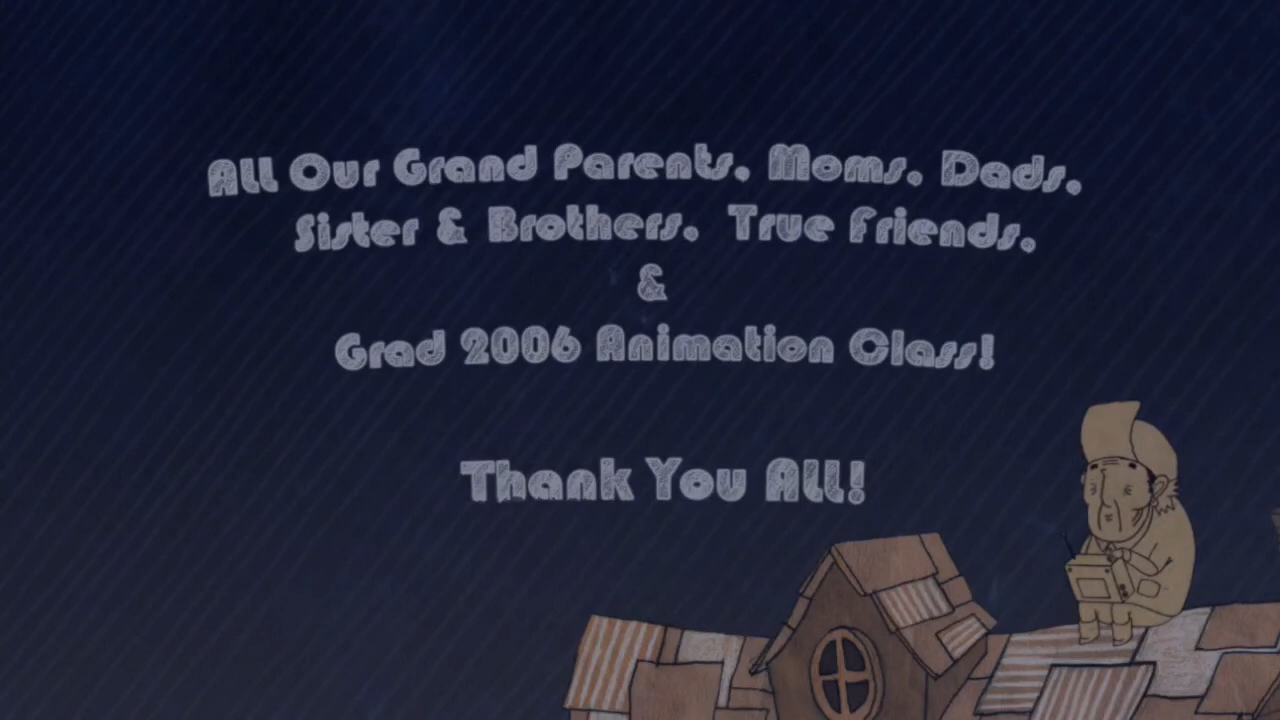 ALL Our Grand Parents, Moms, Dads,
Sister & Brothers, True Friends,
&
Grad 2006 Animation Class!
Thank You ALL!